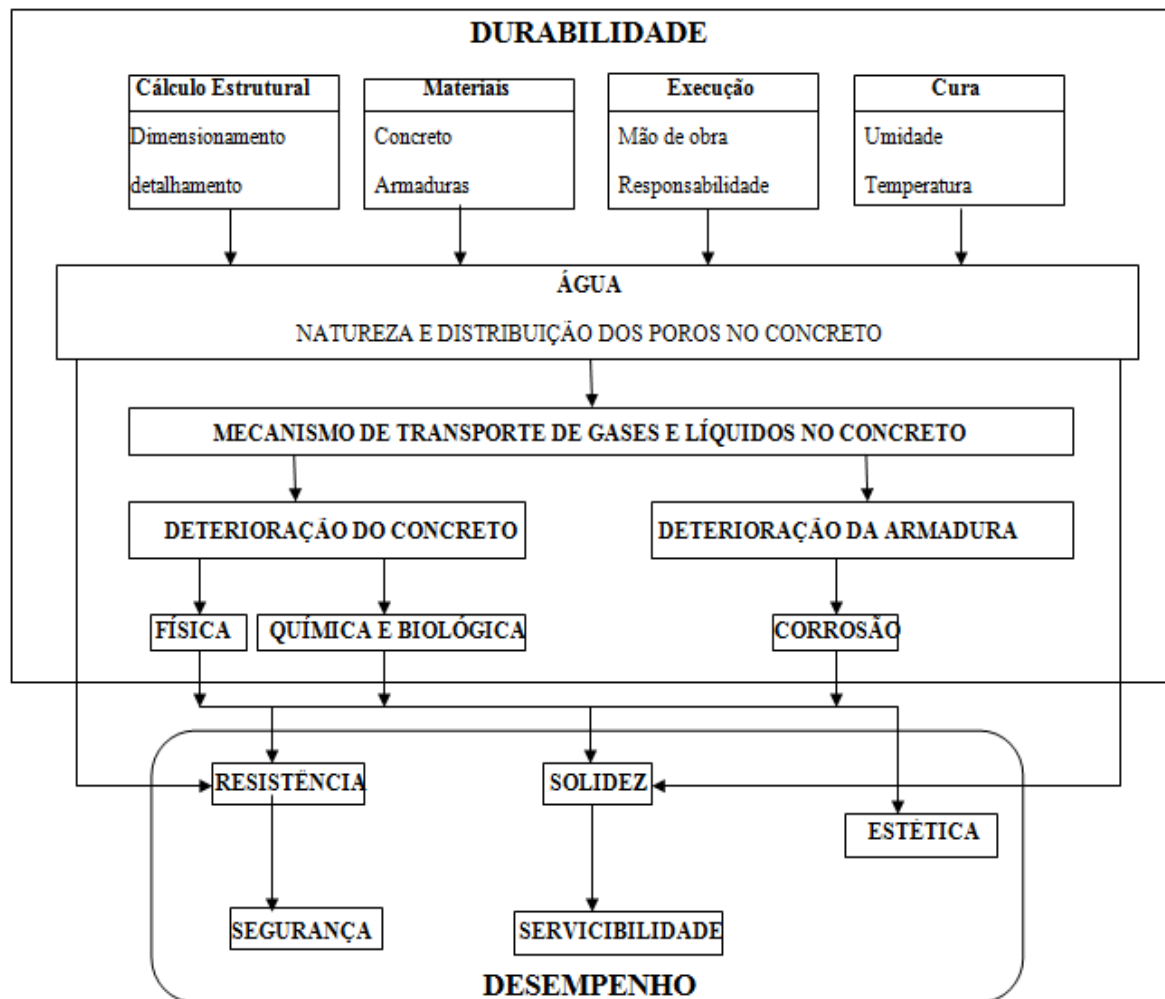 DURABILIDADE
Cálculo Estrutural
Dimensionamento
detalhamento
Materiais
Concreto
Armaduras
Execução
Mão de obra
Responsabilidade
Cura
Umidade
Temperatura
ÁGUA
NATUREZA E DISTRIBUIÇÃO DOS POROS NO CONCRETO
MECANISMO DE TRANSPORTE DE GASES E LÍQUIDOS NO CONCRETO
DETERIORAÇÃO DO CONCRETO
DETERIORAÇÃO DA ARMADURA
FÍSICA
QUÍMICA E BIOLÓGICA
CORROSÃO
RESISTÊNCIA
SOLIDEZ
ESTÉTICA
SEGURANÇA
SERVICIBILIDADE
DESEMPENHO